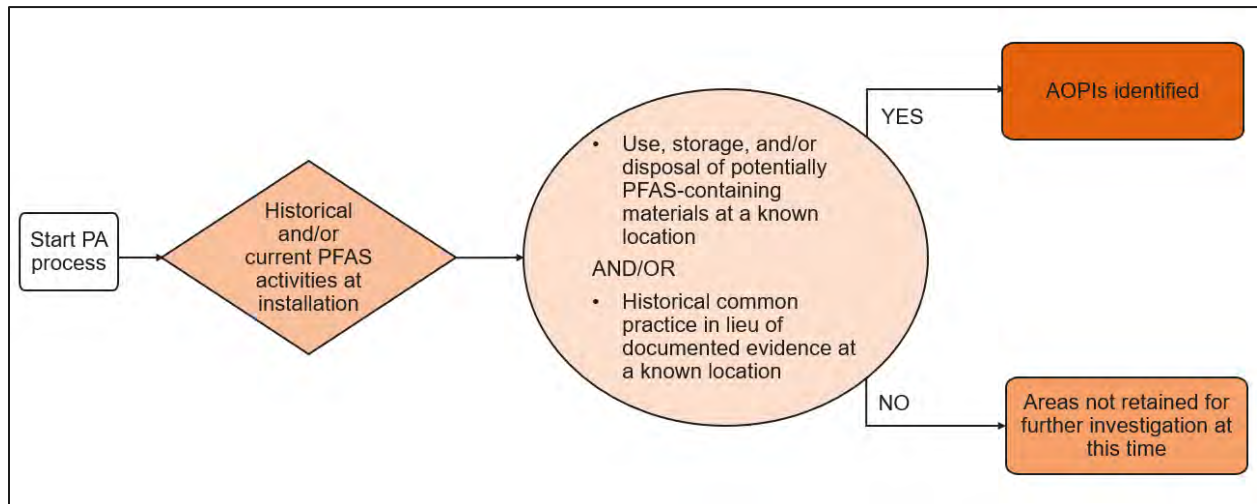 Start PA
process
Historical
and/or
current PFAS
activities at
installation
• Use, storage, and/or
disposal of potentially
PFAS-containing
materials at a known
location
AND/OR
• Historical common
practice in lieu of
documented evidence at
a known location
YES
AOPIs identified
NO
Areas not retained for
further investigation at
this time